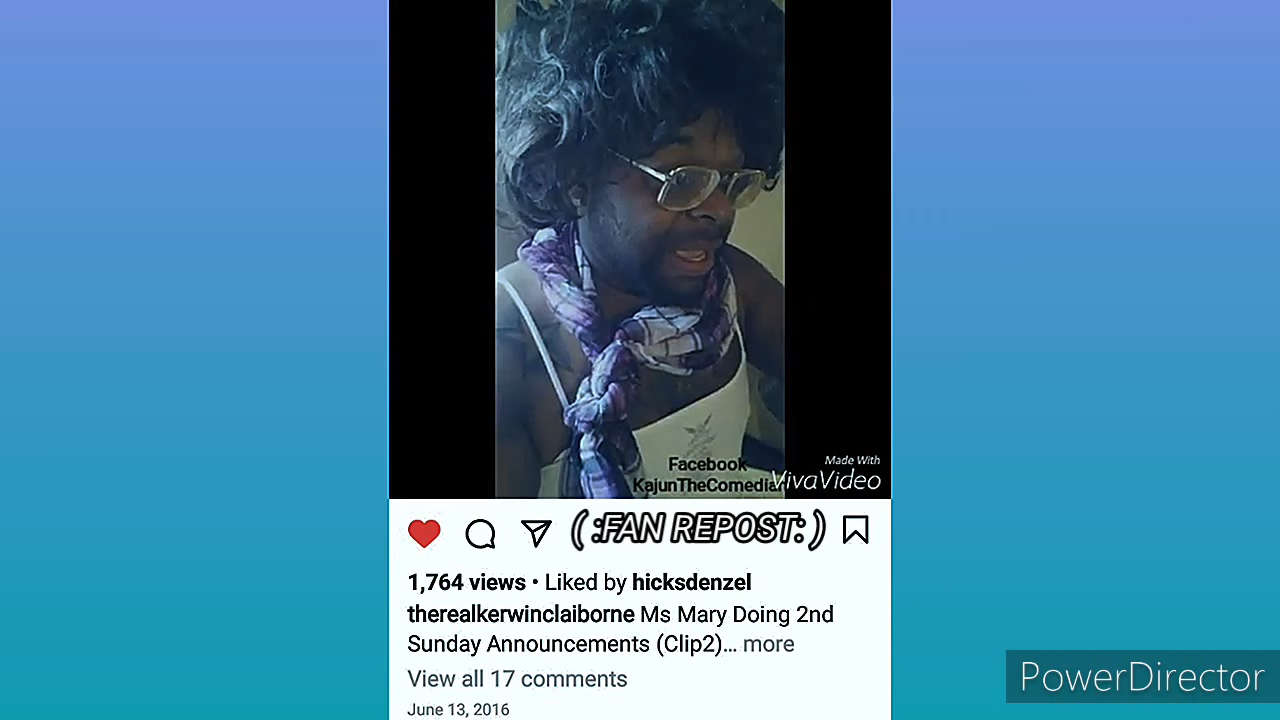 Facebook
KajunTheComedian
Made With
VivaVideo
( :FAN REPOST: )
1,764 views • Liked by hicksdenzel
therealkerwinclaiborne Ms Mary Doing 2nd
Sunday Announcements (Clip2)... more
View all 17 comments
June 13, 2016
PowerDirector